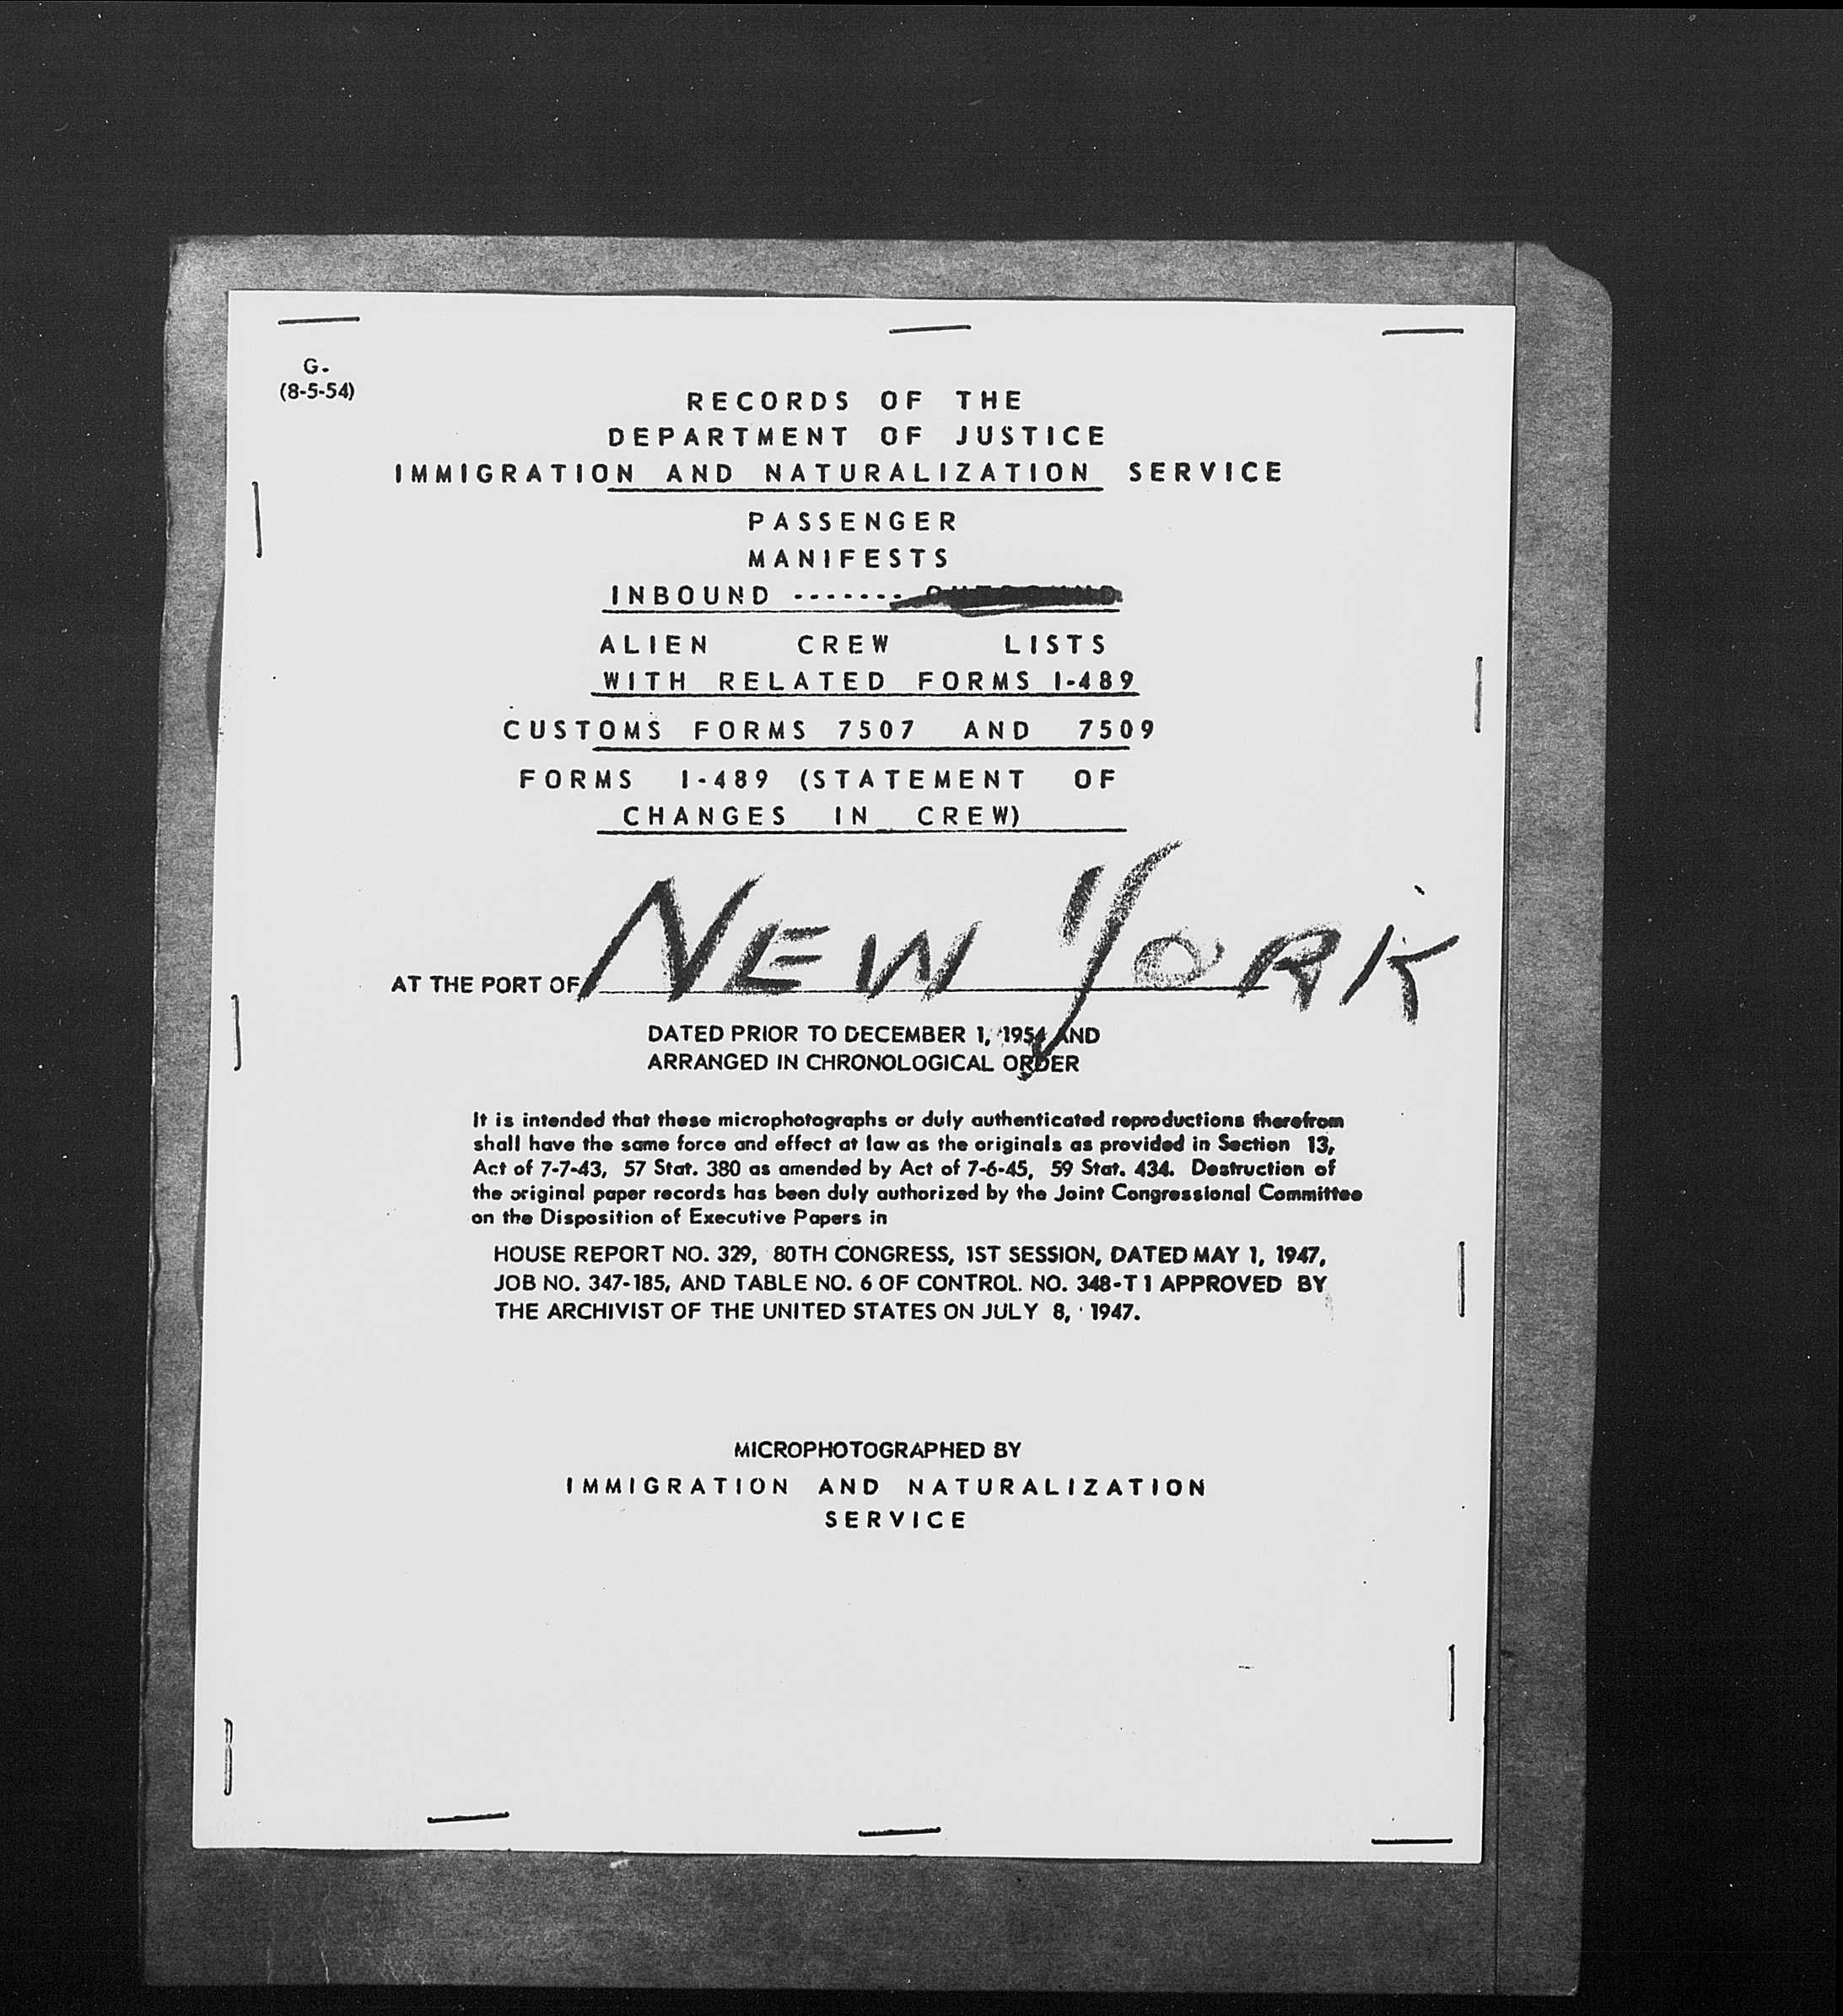 G.
(8-5-54)
RECORDS OF THE
DEPARTMENT OF JUSTICE
IMMIGRATION AND NATURALIZATION SERVICE
PASSENGER
MANIFESTS
INBOUND -------
ALIEN CREW LISTS
WITH RELATED FORMS I-489
CUSTOMS FORMS 7507 AND 7509
FORMS I-489 (STATEMENT OF
CHANGES IN CREW)
AT THE PORT OF NEW YORK
DATED PRIOR TO DECEMBER 1, 1954 AND
ARRANGED IN CHRONOLOGICAL ORDER
It is intended that these microphotographs or duly authenticated reproductions therefrom
shall have the same force and effect at law as the originals as provided in Section 13,
Act of 7-7-43, 57 Stat. 380 as amended by Act of 7-6-45, 59 Stat. 434. Destruction of
the original paper records has been duly authorized by the Joint Congressional Committee
on the Disposition of Executive Papers in
HOUSE REPORT NO. 329, 80TH CONGRESS, 1ST SESSION, DATED MAY 1, 1947,
JOB NO. 347-185, AND TABLE NO. 6 OF CONTROL NO. 348-T1 APPROVED BY
THE ARCHIVIST OF THE UNITED STATES ON JULY 8, 1947.
MICROPHOTOGRAPHED BY
IMMIGRATION AND NATURALIZATION
SERVICE